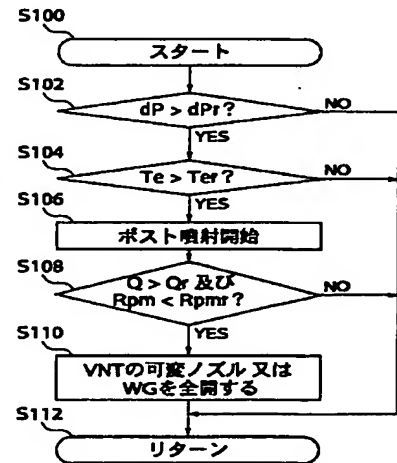 S100
スタート
S102
dP > dPr?
NO
YES
S104
Te > Ter?
NO
YES
S106
ポスト噴射開始
S108
Q > Qr 及び
Rpm < Rpmr?
NO
YES
S110
VNTの可変ノズル 又は
WGを全開する
S112
リターン